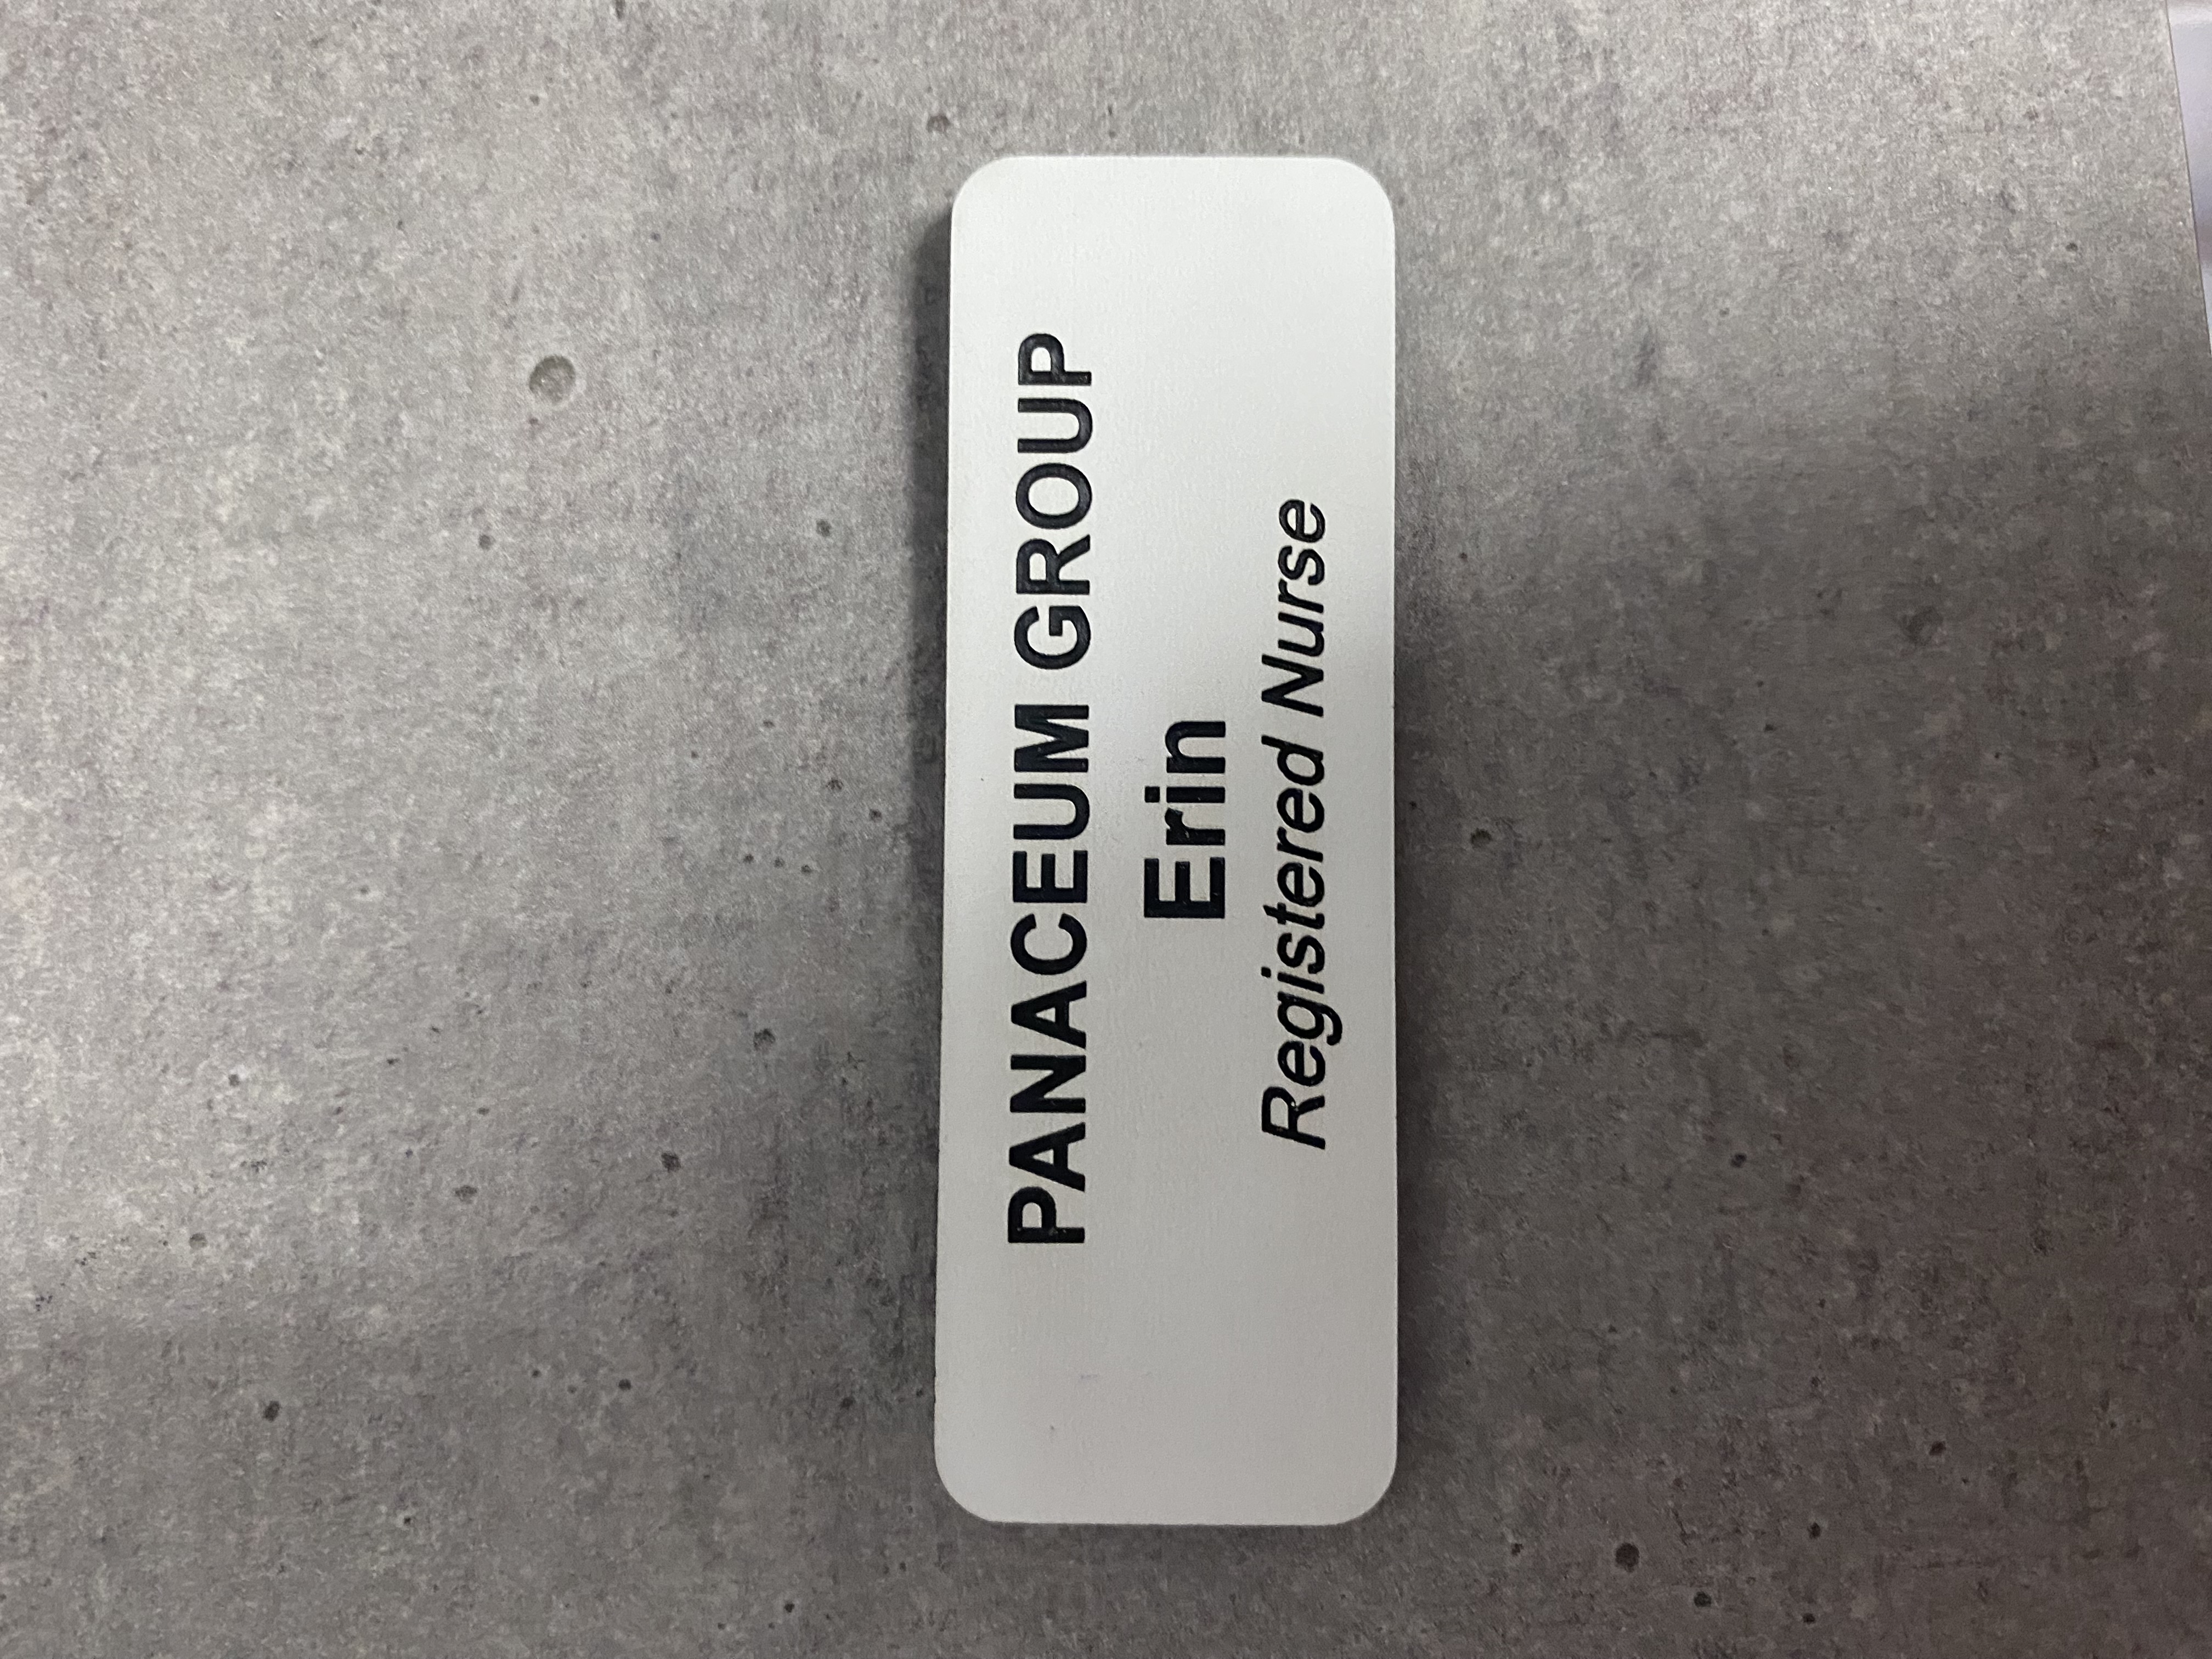 PANACEUM GROUP
Erin
Registered Nurse